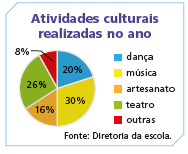 Atividades culturais
realizadas no ano
8%
20%
26%
30%
16%
dança
música
artesanato
teatro
outras
Fonte: Diretoria da escola.